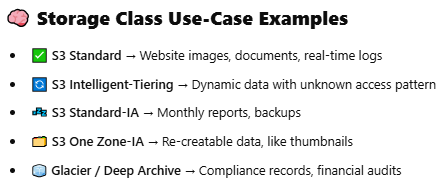 🧠 Storage Class Use-Case Examples
• ✅ S3 Standard → Website images, documents, real-time logs
• 🔄 S3 Intelligent-Tiering → Dynamic data with unknown access pattern
• S3 Standard-IA → Monthly reports, backups
• S3 One Zone-IA → Re-creatable data, like thumbnails
• 🧊 Glacier / Deep Archive → Compliance records, financial audits